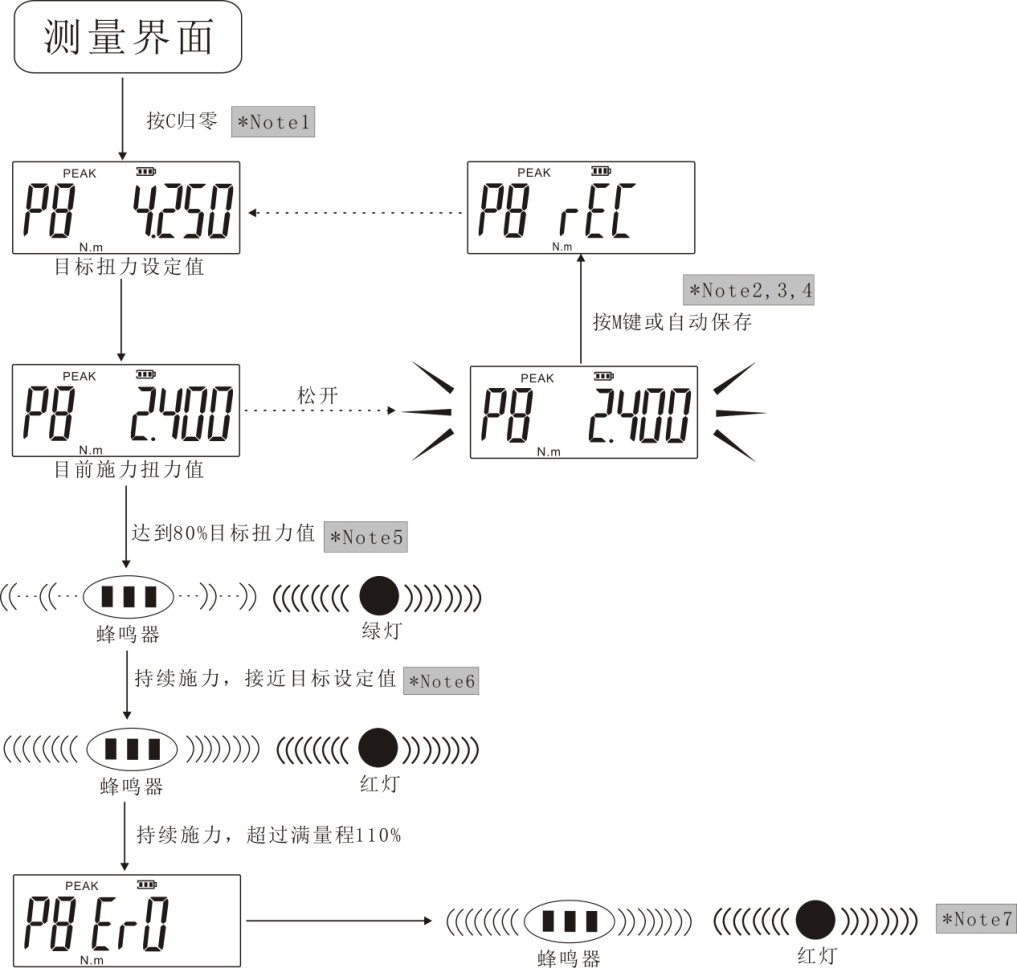 测量界面
按C归零 *Note1
PEAK
P8 4.250
N.m
目标扭力设定值
PEAK
P8 rEC
N.m
*Note2,3,4
按M键或自动保存
PEAK
P8 2.400
N.m
目前施力扭力值
松开
PEAK
P8 2.400
N.m
达到80%目标扭力值 *Note5
蜂鸣器
绿灯
持续施力，接近目标设定值 *Note6
蜂鸣器
红灯
持续施力，超过满量程110%
PEAK
P8 Er0
N.m
*Note7
蜂鸣器
红灯